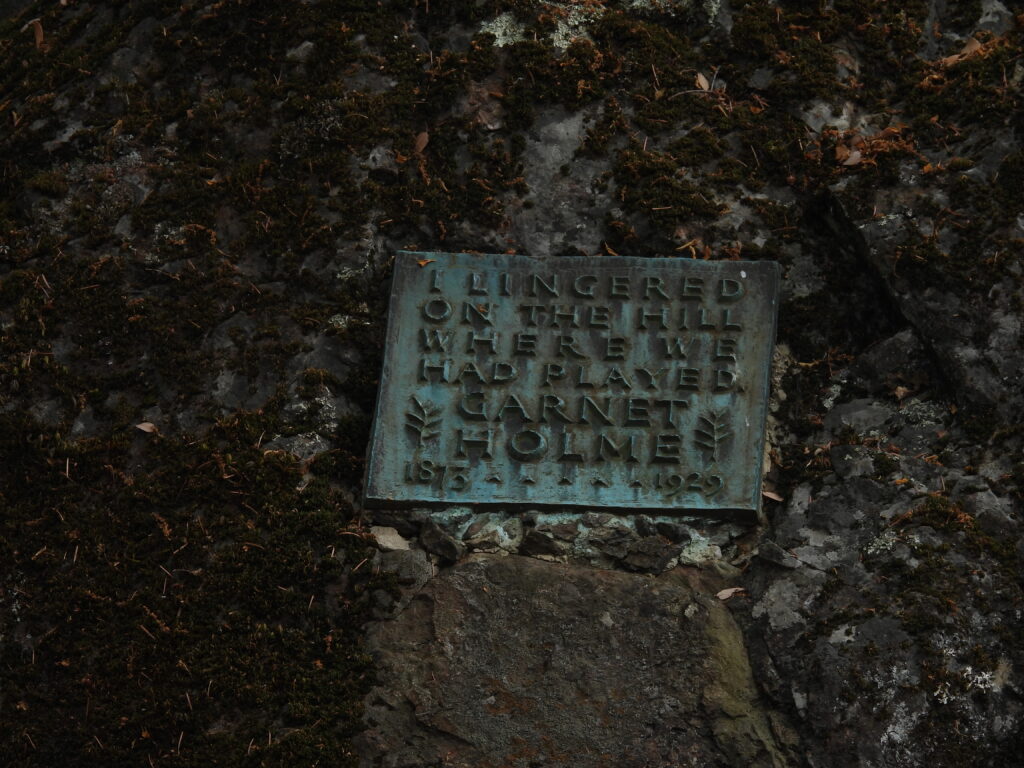 I LINGERED
ON THE HILL
WHERE WE
HAD PLAYED
GARNET
HOLME
1873 ····· 1929